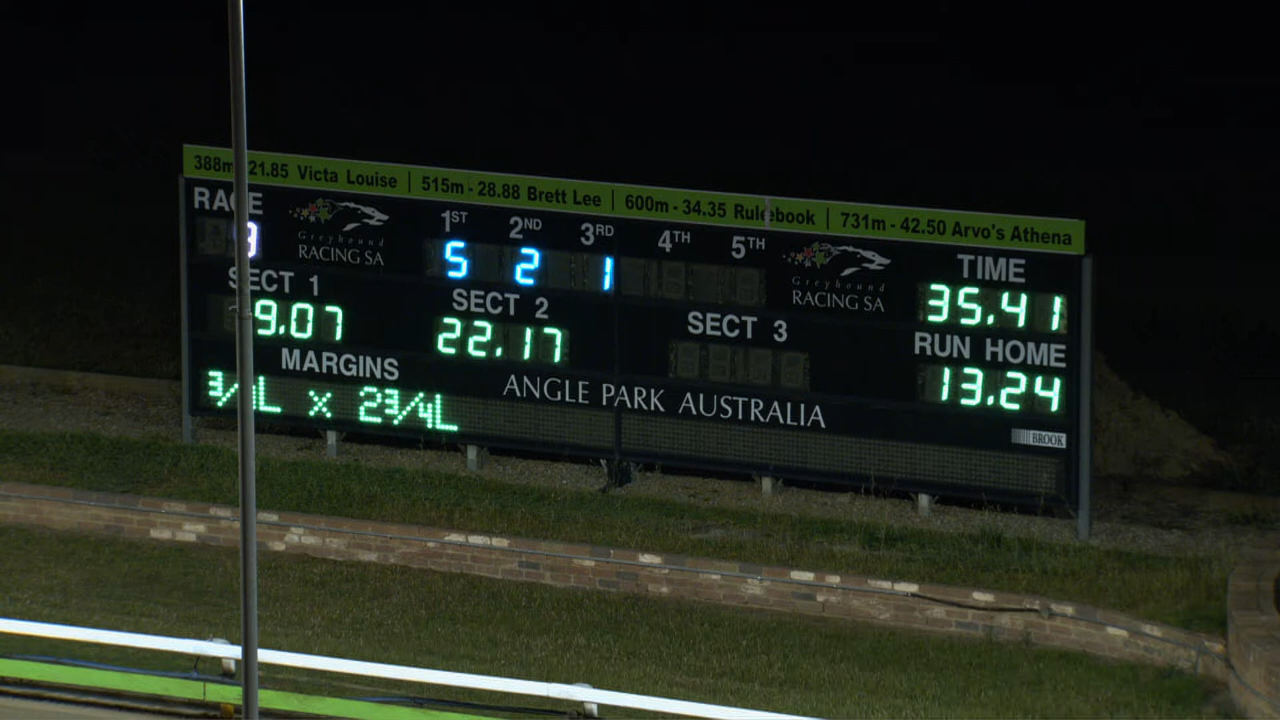 388m 21.85 Victa Louise | 515m - 28.88 Brett Lee | 600m - 34.35 Rulebook | 731m - 42.50 Arvo's Athena
RACE
Greyhound
RACING SA
1ST 2ND 3RD 4TH 5TH
5 2 1
Greyhound
RACING SA
TIME
35.41
SECT 1
9.07
SECT 2
22.17
SECT 3
RUN HOME
13.24
MARGINS
x 2 3/4L
ANGLE PARK AUSTRALIA
BROOK